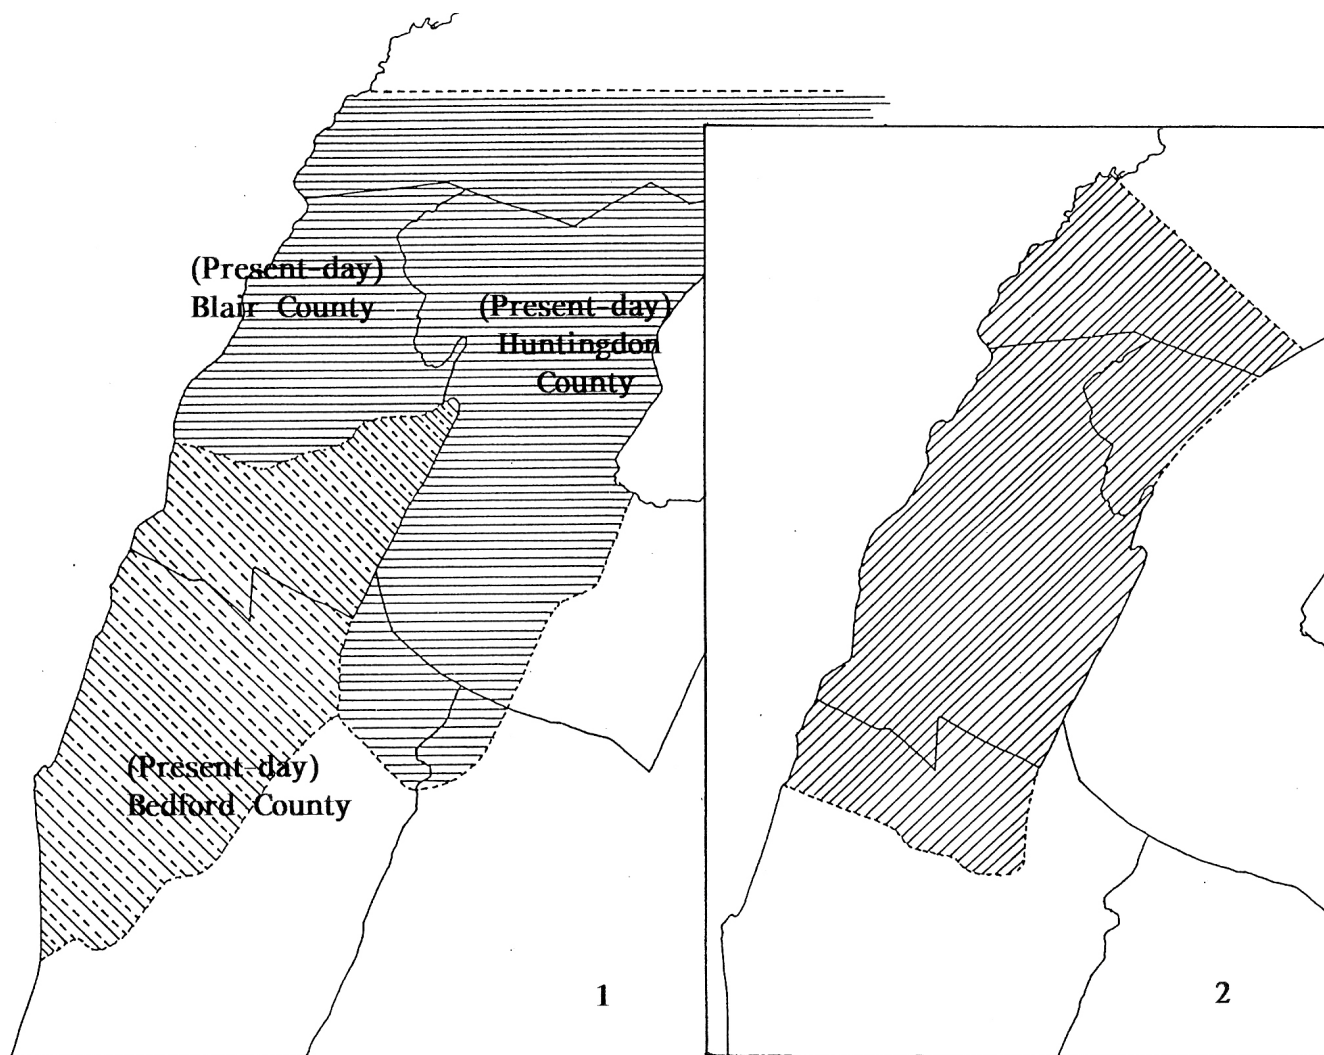 (Present-day)
Blair County
(Present-day)
Huntingdon
County
(Present-day)
Bedford County
1
2